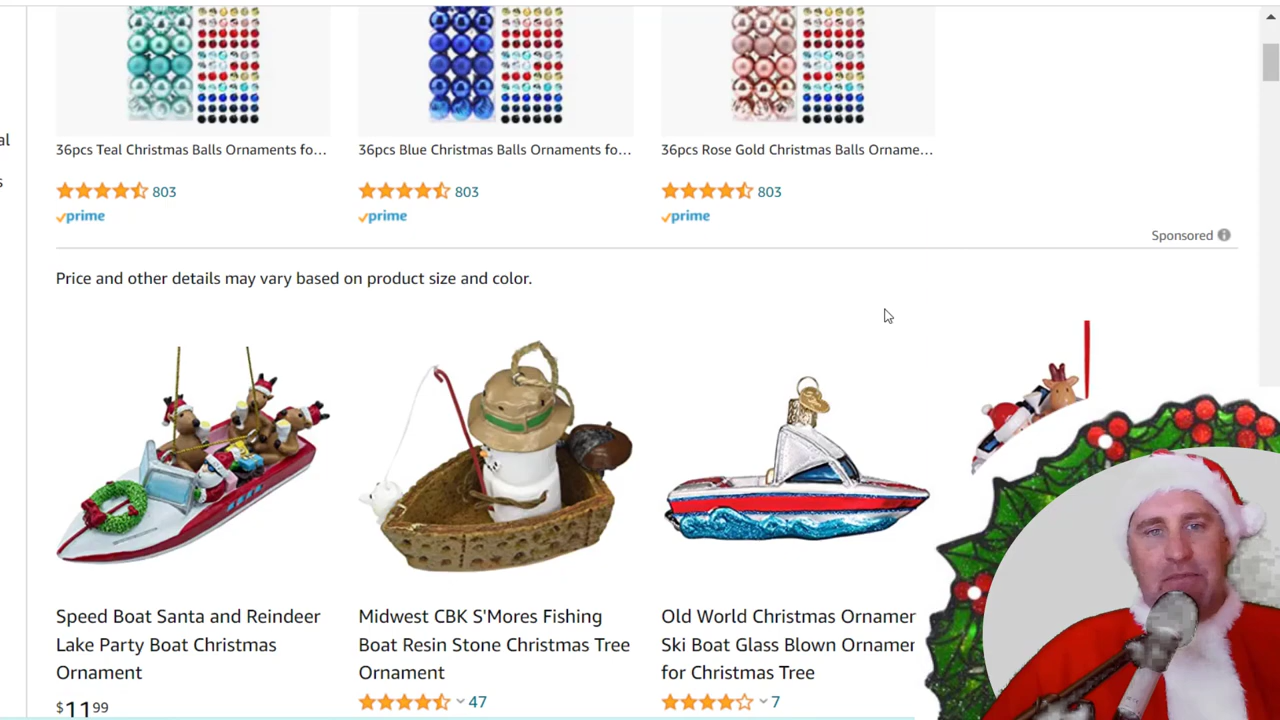 al
s
36pcs Teal Christmas Balls Ornaments fo...
36pcs Blue Christmas Balls Ornaments fo...
36pcs Rose Gold Christmas Balls Orname...
803
803
803
prime
prime
prime
Sponsored
Price and other details may vary based on product size and color.
Speed Boat Santa and Reindeer
Lake Party Boat Christmas
Ornament
$11.99
Midwest CBK S'Mores Fishing
Boat Resin Stone Christmas Tree
Ornament
47
Old World Christmas Ornamer
Ski Boat Glass Blown Ornamer
for Christmas Tree
7